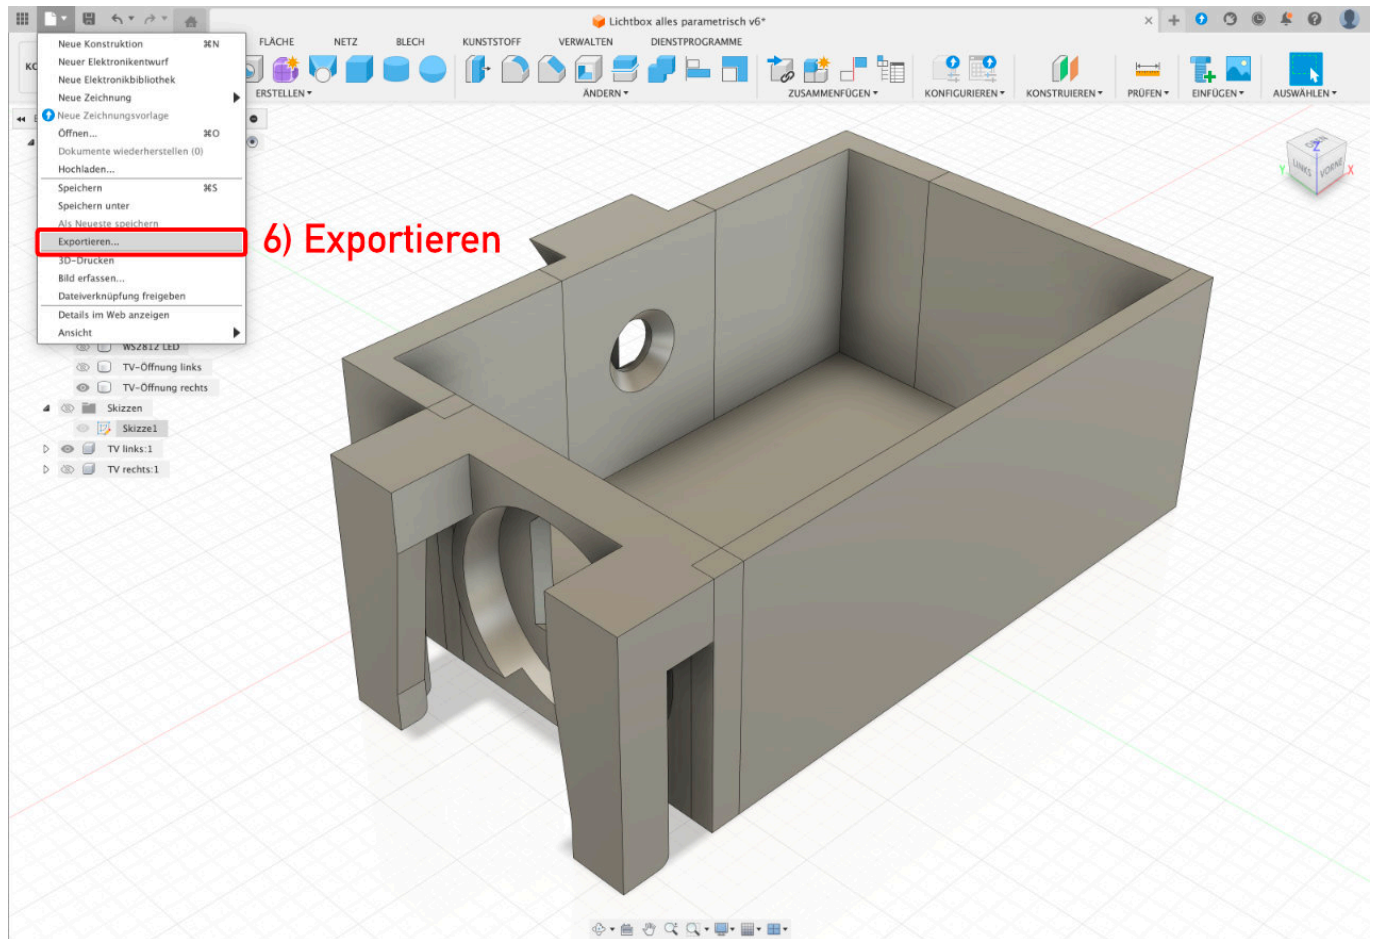 Lichtbox alles parametrisch v6*
FLÄCHE NETZ BLECH KUNSTSTOFF VERWALTEN DIENSTPROGRAMME
ERSTELLEN ÄNDERN ZUSAMMENFÜGEN KONFIGURIEREN KONSTRUIEREN PRÜFEN EINFÜGEN AUSWÄHLEN
Neue Konstruktion ⌘N
Neuer Elektronikentwurf
Neue Elektronikbibliothek
Neue Zeichnung
Neue Zeichnungsvorlage
Öffnen... ⌘O
Dokumente wiederherstellen (0)
Hochladen...
Speichern ⌘S
Speichern unter
Als Neueste speichern
Exportieren...
6) Exportieren
3D-Drucken
Bild erfassen...
Dateiverknüpfung freigeben
Details im Web anzeigen
Ansicht
WS2812 LED
TV-Öffnung links
TV-Öffnung rechts
Skizzen
Skizze1
TV links:1
TV rechts:1
Z
LINKS VORNE
Y X